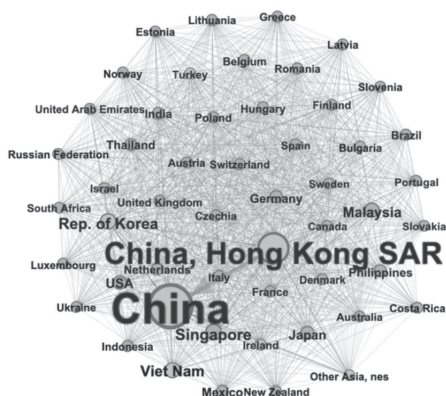 Greece
Lithuania
Estonia
Latvia
Belgium
Romania
Norway
Turkey
Slovenia
United Arab Emirates
India
Poland
Hungary
Finland
Brazil
Thailand
Spain
Bulgaria
Russian Federation
Austria
Switzerland
Portugal
Israel
Sweden
South Africa
United Kingdom
Germany
Malaysia
Rep. of Korea
Czechia
Canada
Slovakia
China, Hong Kong SAR
Luxembourg
Netherlands
Philippines
USA
Italy
Denmark
France
Ukraine
China
Costa Rica
Australia
Singapore
Japan
Indonesia
Ireland
Viet Nam
Other Asia, nes
Mexico
New Zealand